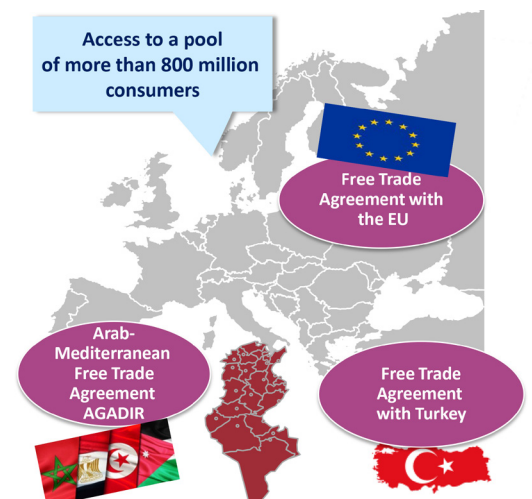 Access to a pool
of more than 800 million
consumers
Free Trade
Agreement with
the EU
Arab-
Mediterranean
Free Trade
Agreement
AGADIR
Free Trade
Agreement
with Turkey